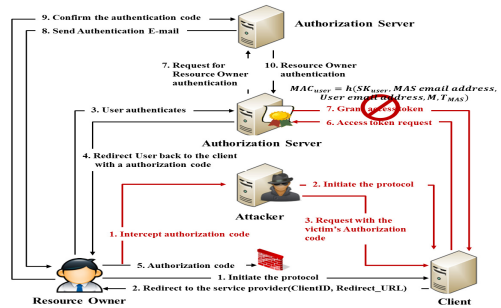 9. Confirm the authentication code
8. Send Authentication E-mail
Authorization Server
7. Request for
Resource Owner
authentication
10. Resource Owner
authentication
MAC_user = h(SK_user, MAS email address,
User email address, M, T_MAS)
3. User authenticates
7. Grant access token
6. Access token request
Authorization Server
4. Redirect User back to the client
with a authorization code
2. Initiate the protocol
Attacker
1. Intercept authorization code
3. Request with the
victim's Authorization
code
5. Authorization code
1. Initiate the protocol
2. Redirect to the service provider(ClientID, Redirect_URL)
Resource Owner
Client